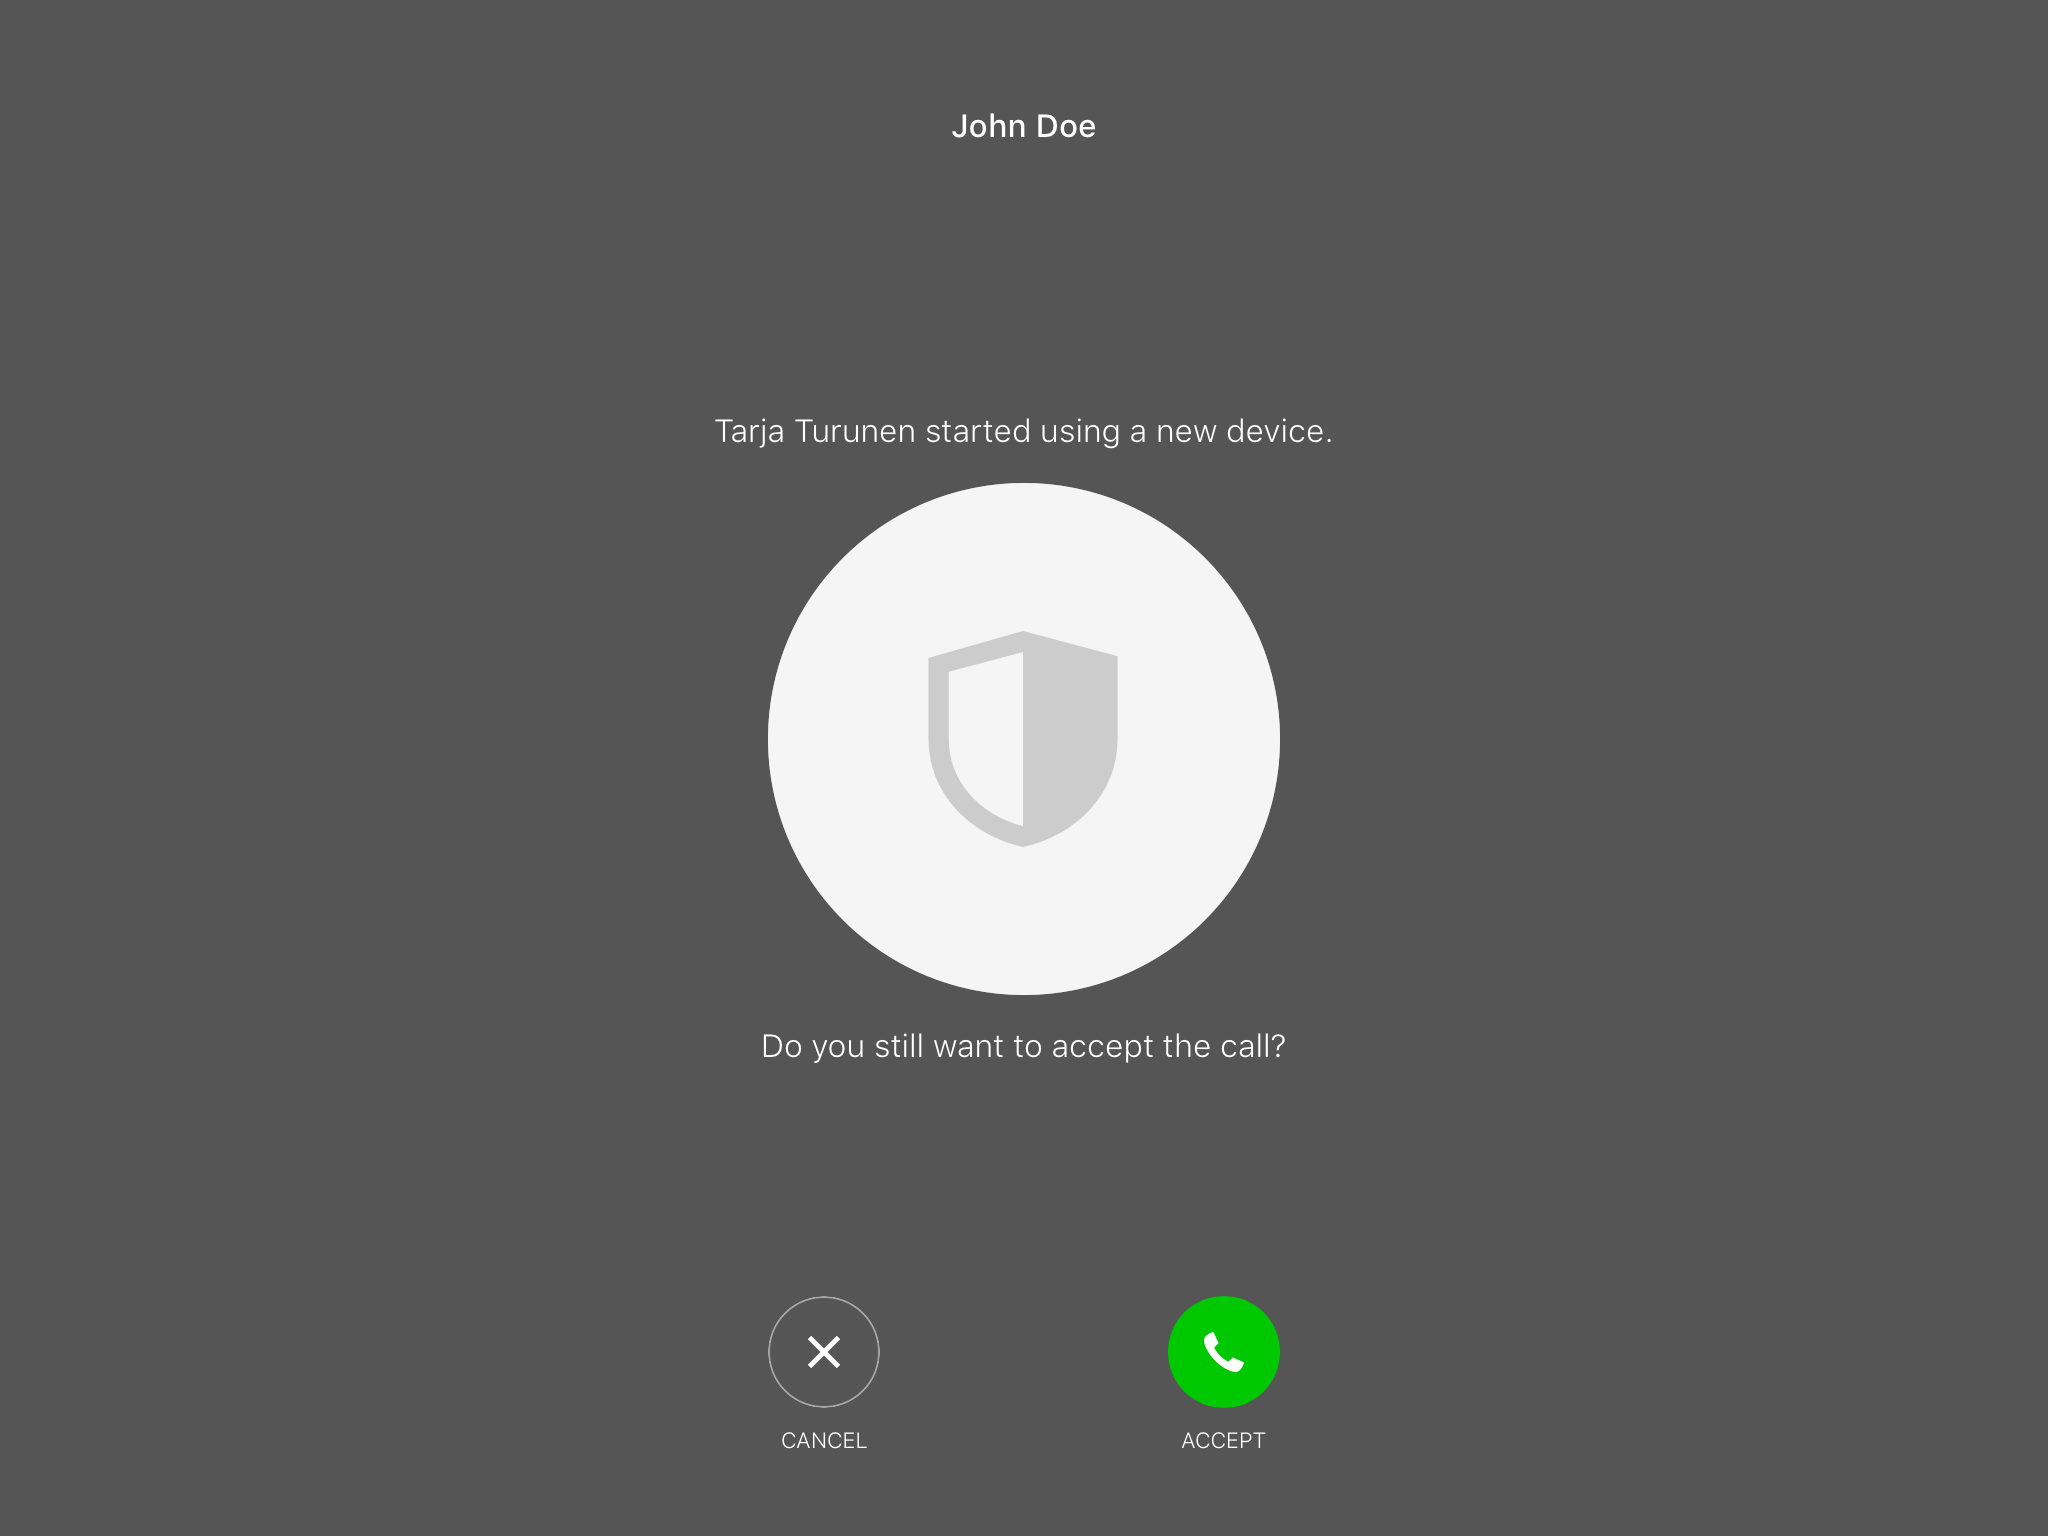 John Doe
Tarja Turunen started using a new device.
Do you still want to accept the call?
CANCEL
ACCEPT